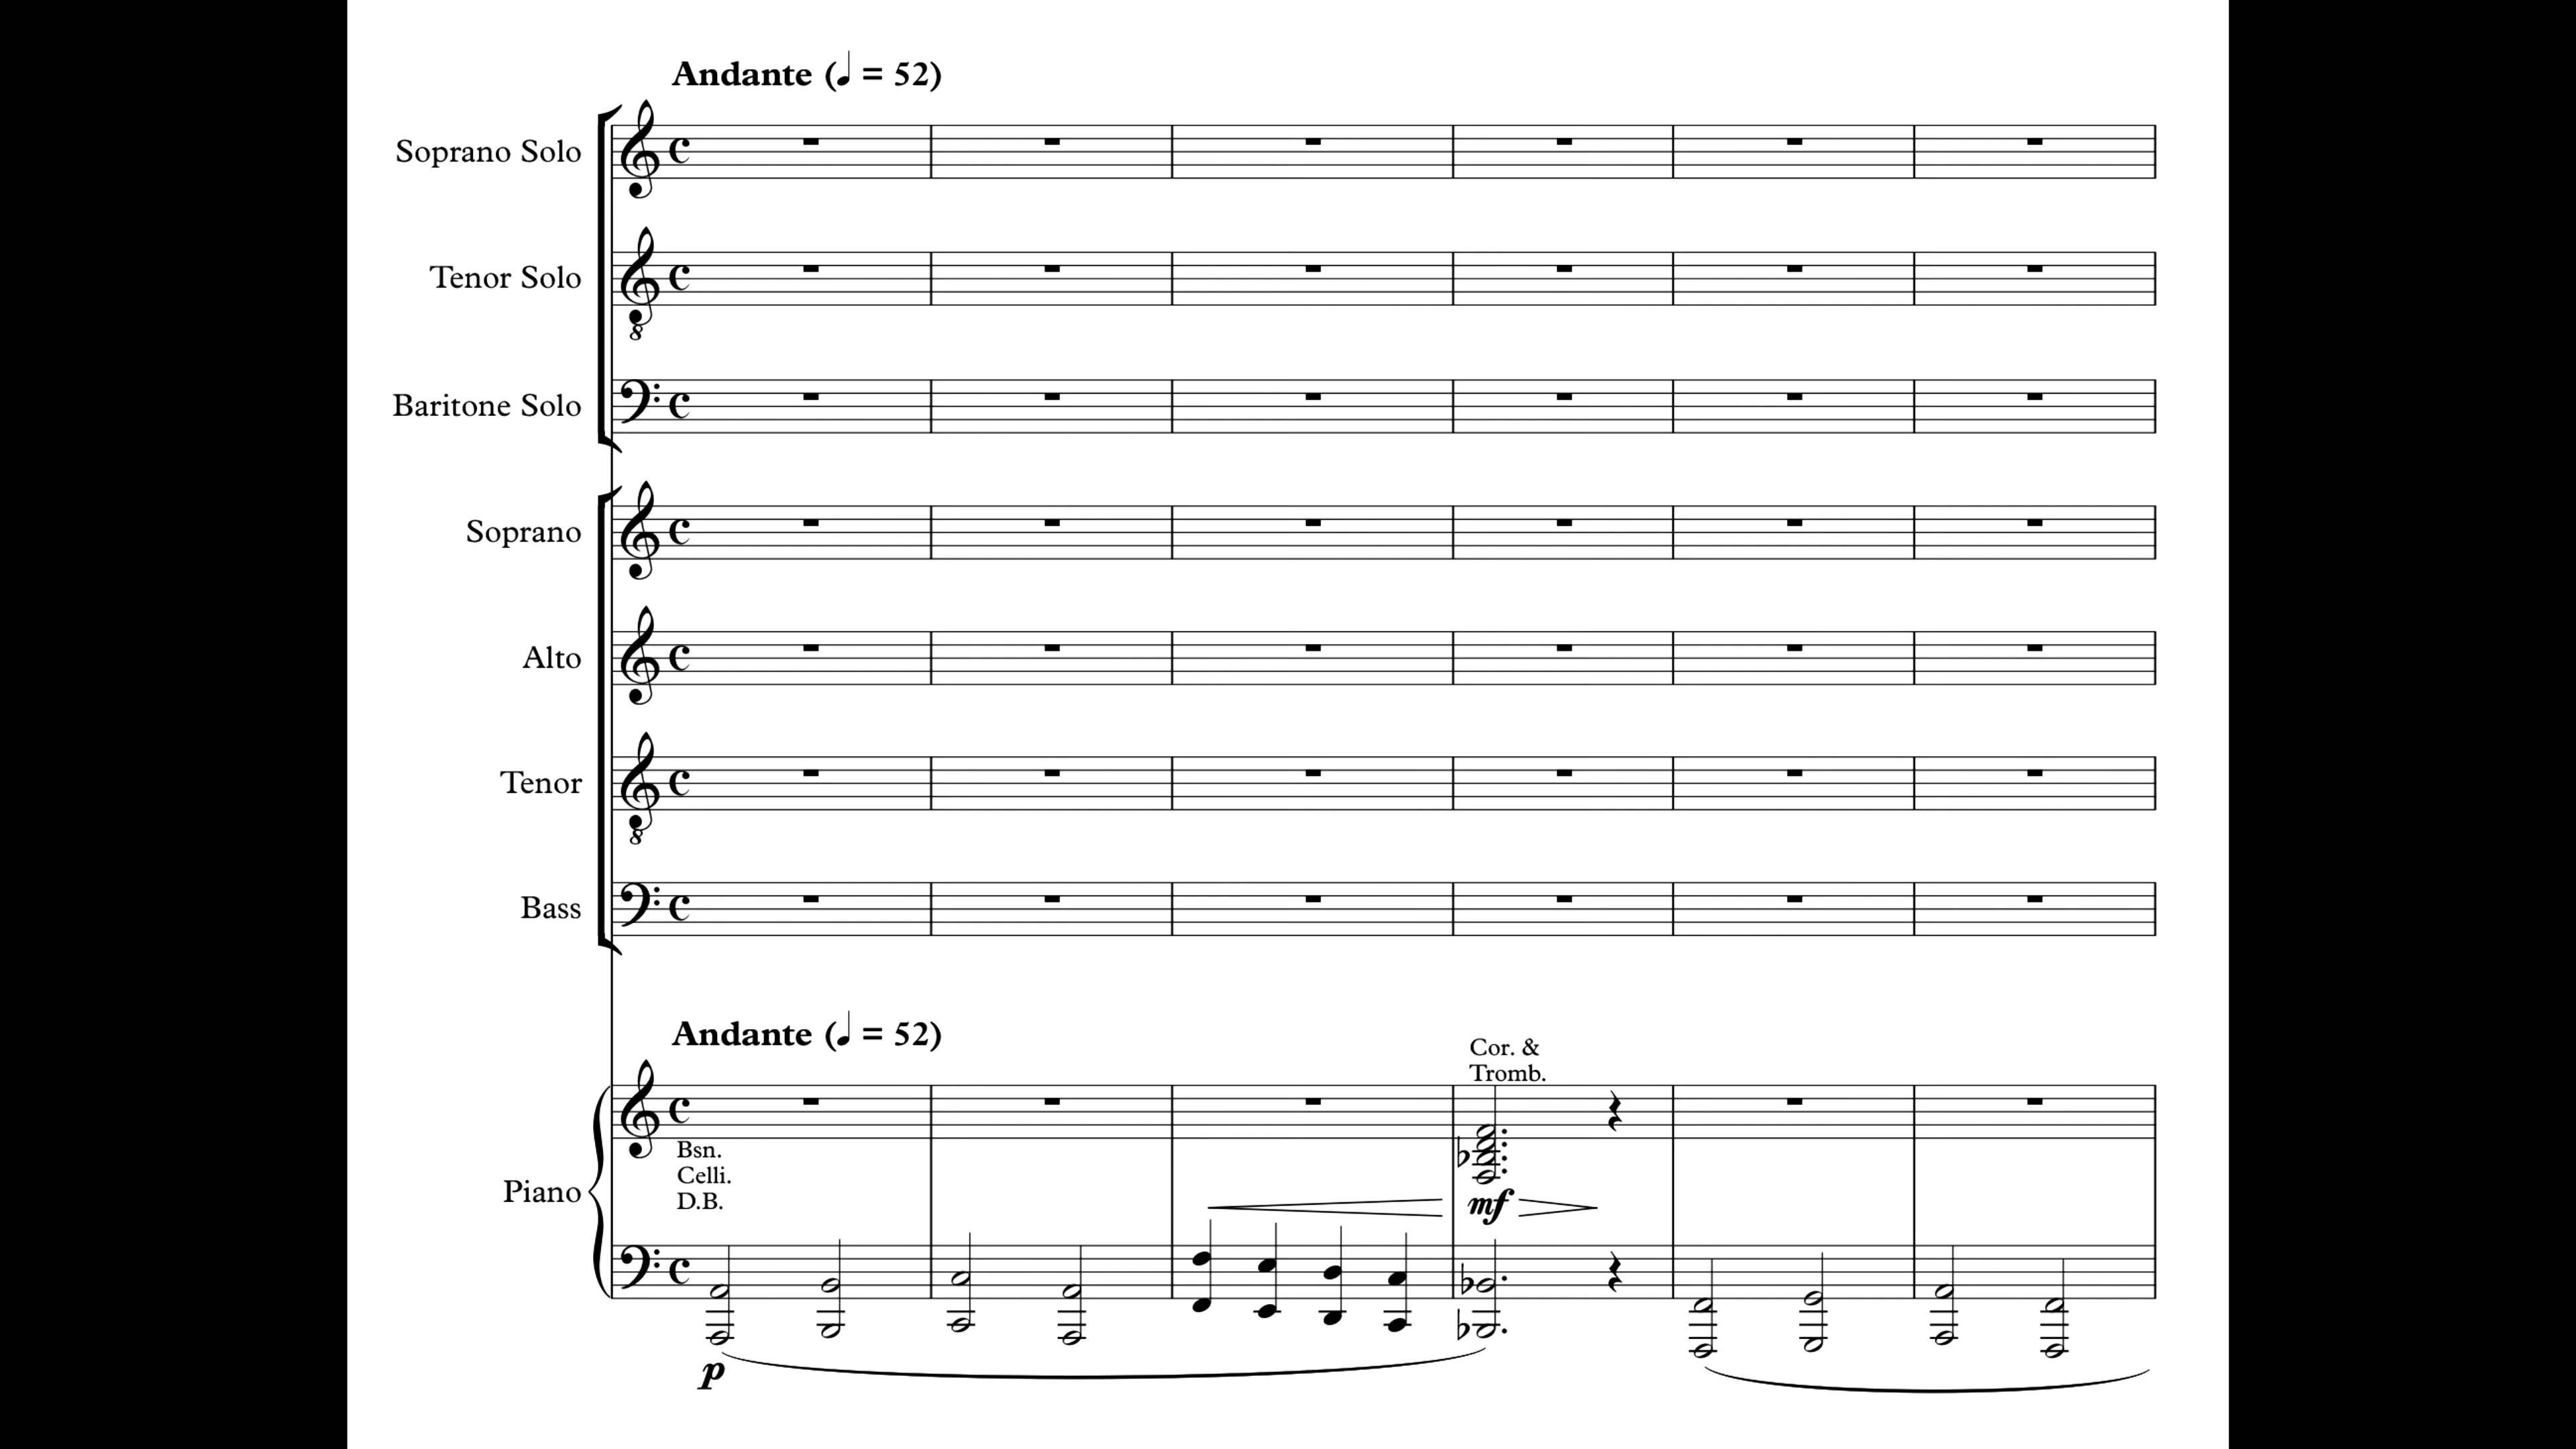 Andante (♩ = 52)
Soprano Solo
Tenor Solo
Baritone Solo
Soprano
Alto
Tenor
Bass
Andante (♩ = 52)
Cor. &
Tromb.
Bsn.
Celli.
D.B.
Piano
mf
p